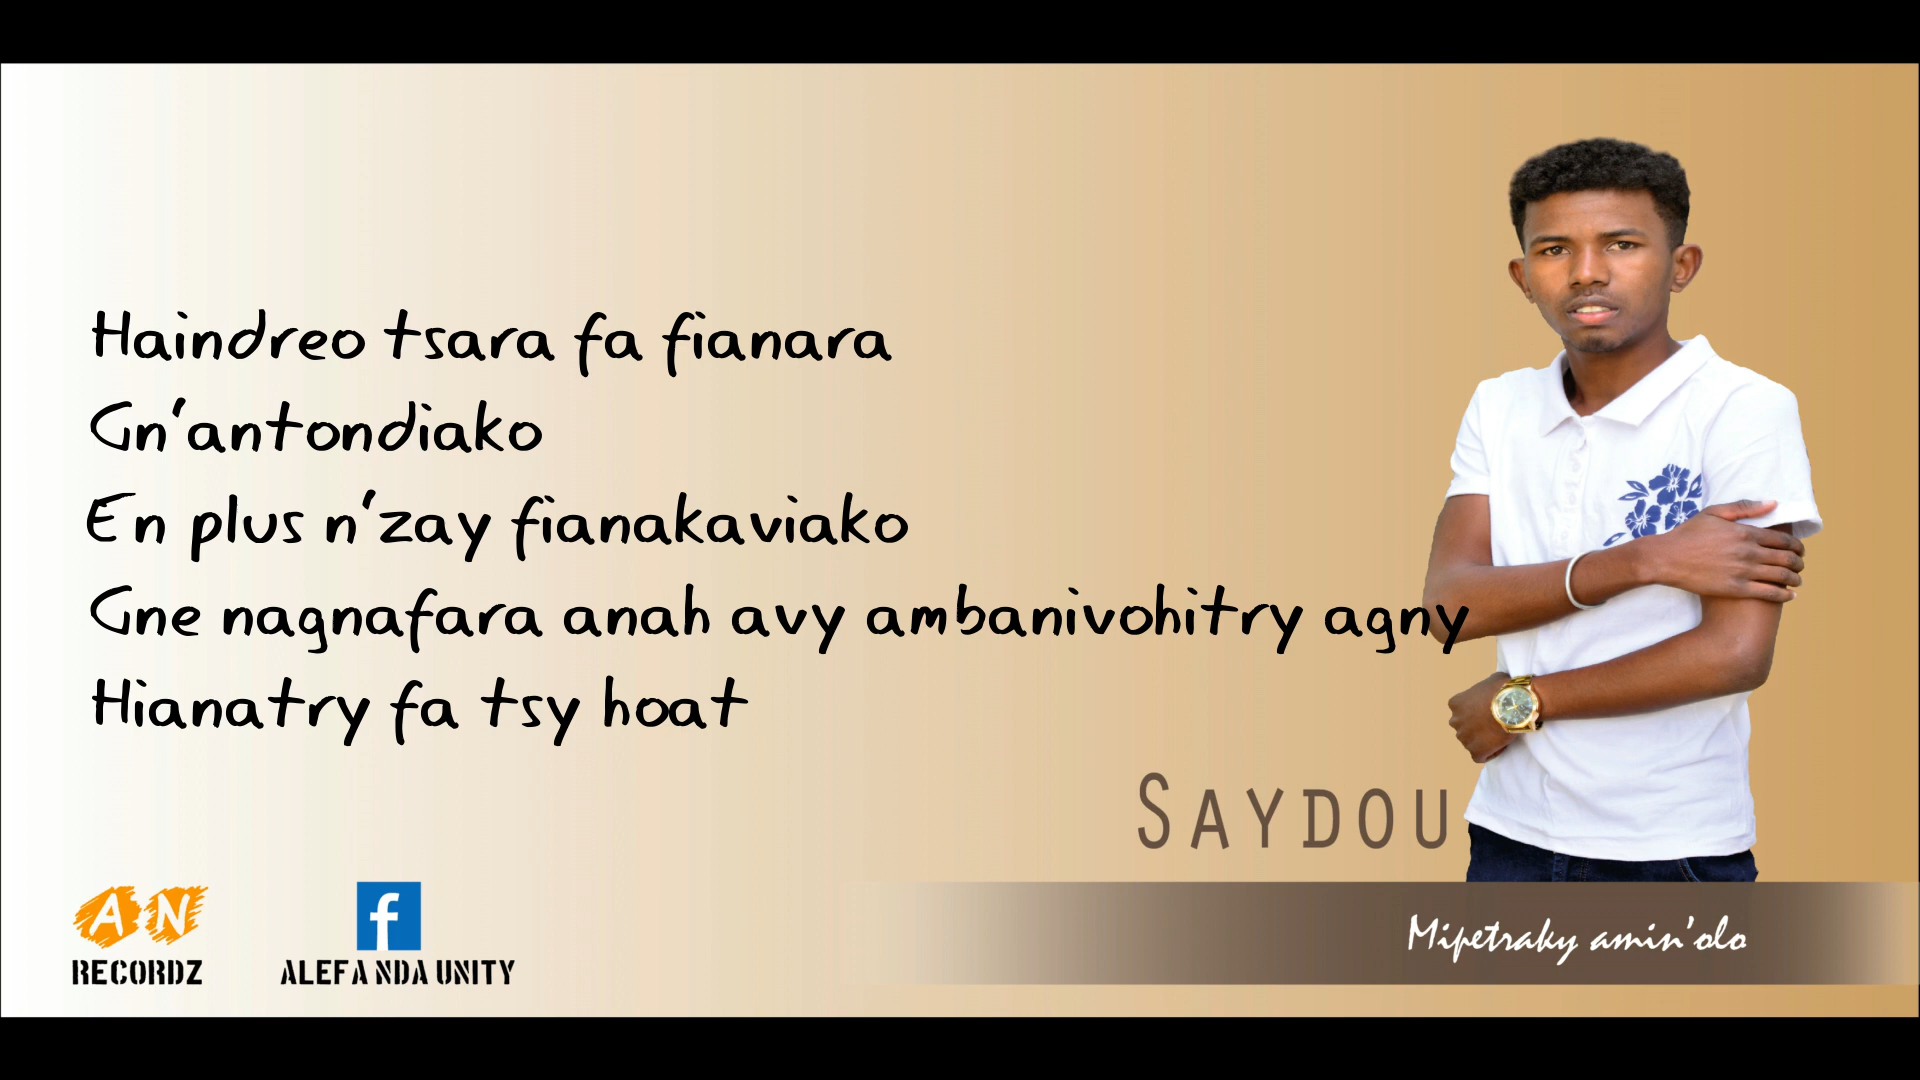 Haindreo tsara fa fianara
Gn'antondiako
En plus n'zay fianakaviako
Gne nagnafara anah avy ambanivohitry agny
Hianatry fa tsy hoat
SAYDOU
Mipetraky amin'olo
AN
RECORDZ
f
ALEFA NDA UNITY